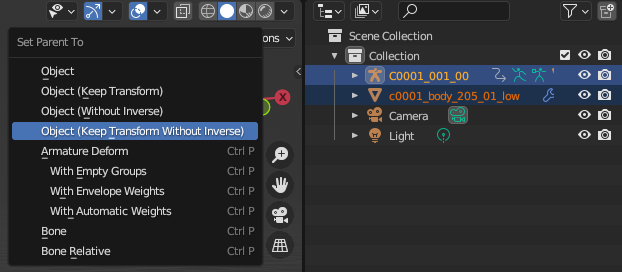 Set Parent To
Object
Object (Keep Transform)
Object (Without Inverse)
Object (Keep Transform Without Inverse)
Armature Deform Ctrl P
With Empty Groups Ctrl P
With Envelope Weights Ctrl P
With Automatic Weights Ctrl P
Bone Ctrl P
Bone Relative Ctrl P
ons
X
Scene Collection
Collection
C0001_001_00
c0001_body_205_01_low
Camera
Light